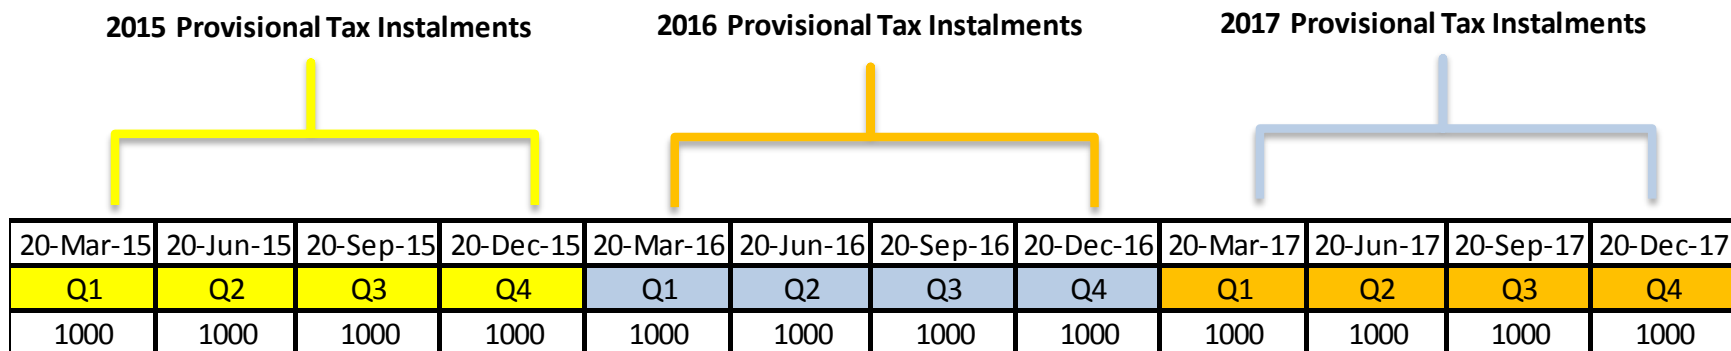 2015 Provisional Tax Instalments 2016 Provisional Tax Instalments 2017 Provisional Tax Instalments
20-Mar-15 20-Jun-15 20-Sep-15 20-Dec-15 20-Mar-16 20-Jun-16 20-Sep-16 20-Dec-16 20-Mar-17 20-Jun-17 20-Sep-17 20-Dec-17
Q1 Q2 Q3 Q4 Q1 Q2 Q3 Q4 Q1 Q2 Q3 Q4
1000 1000 1000 1000 1000 1000 1000 1000 1000 1000 1000 1000